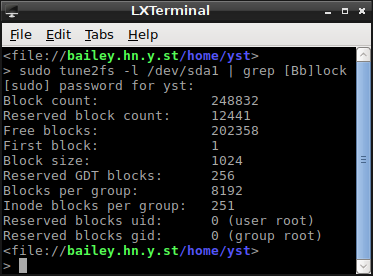 LXTerminal
File Edit Tabs Help
<file://bailey.hn.y.st/home/yst>
> sudo tune2fs -l /dev/sda1 | grep [Bb]lock
[sudo] password for yst:
Block count:              248832
Reserved block count:     12441
Free blocks:              202358
First block:              1
Block size:               1024
Reserved GDT blocks:      256
Blocks per group:         8192
Inode blocks per group:   251
Reserved blocks uid:      0 (user root)
Reserved blocks gid:      0 (group root)
<file://bailey.hn.y.st/home/yst>
>